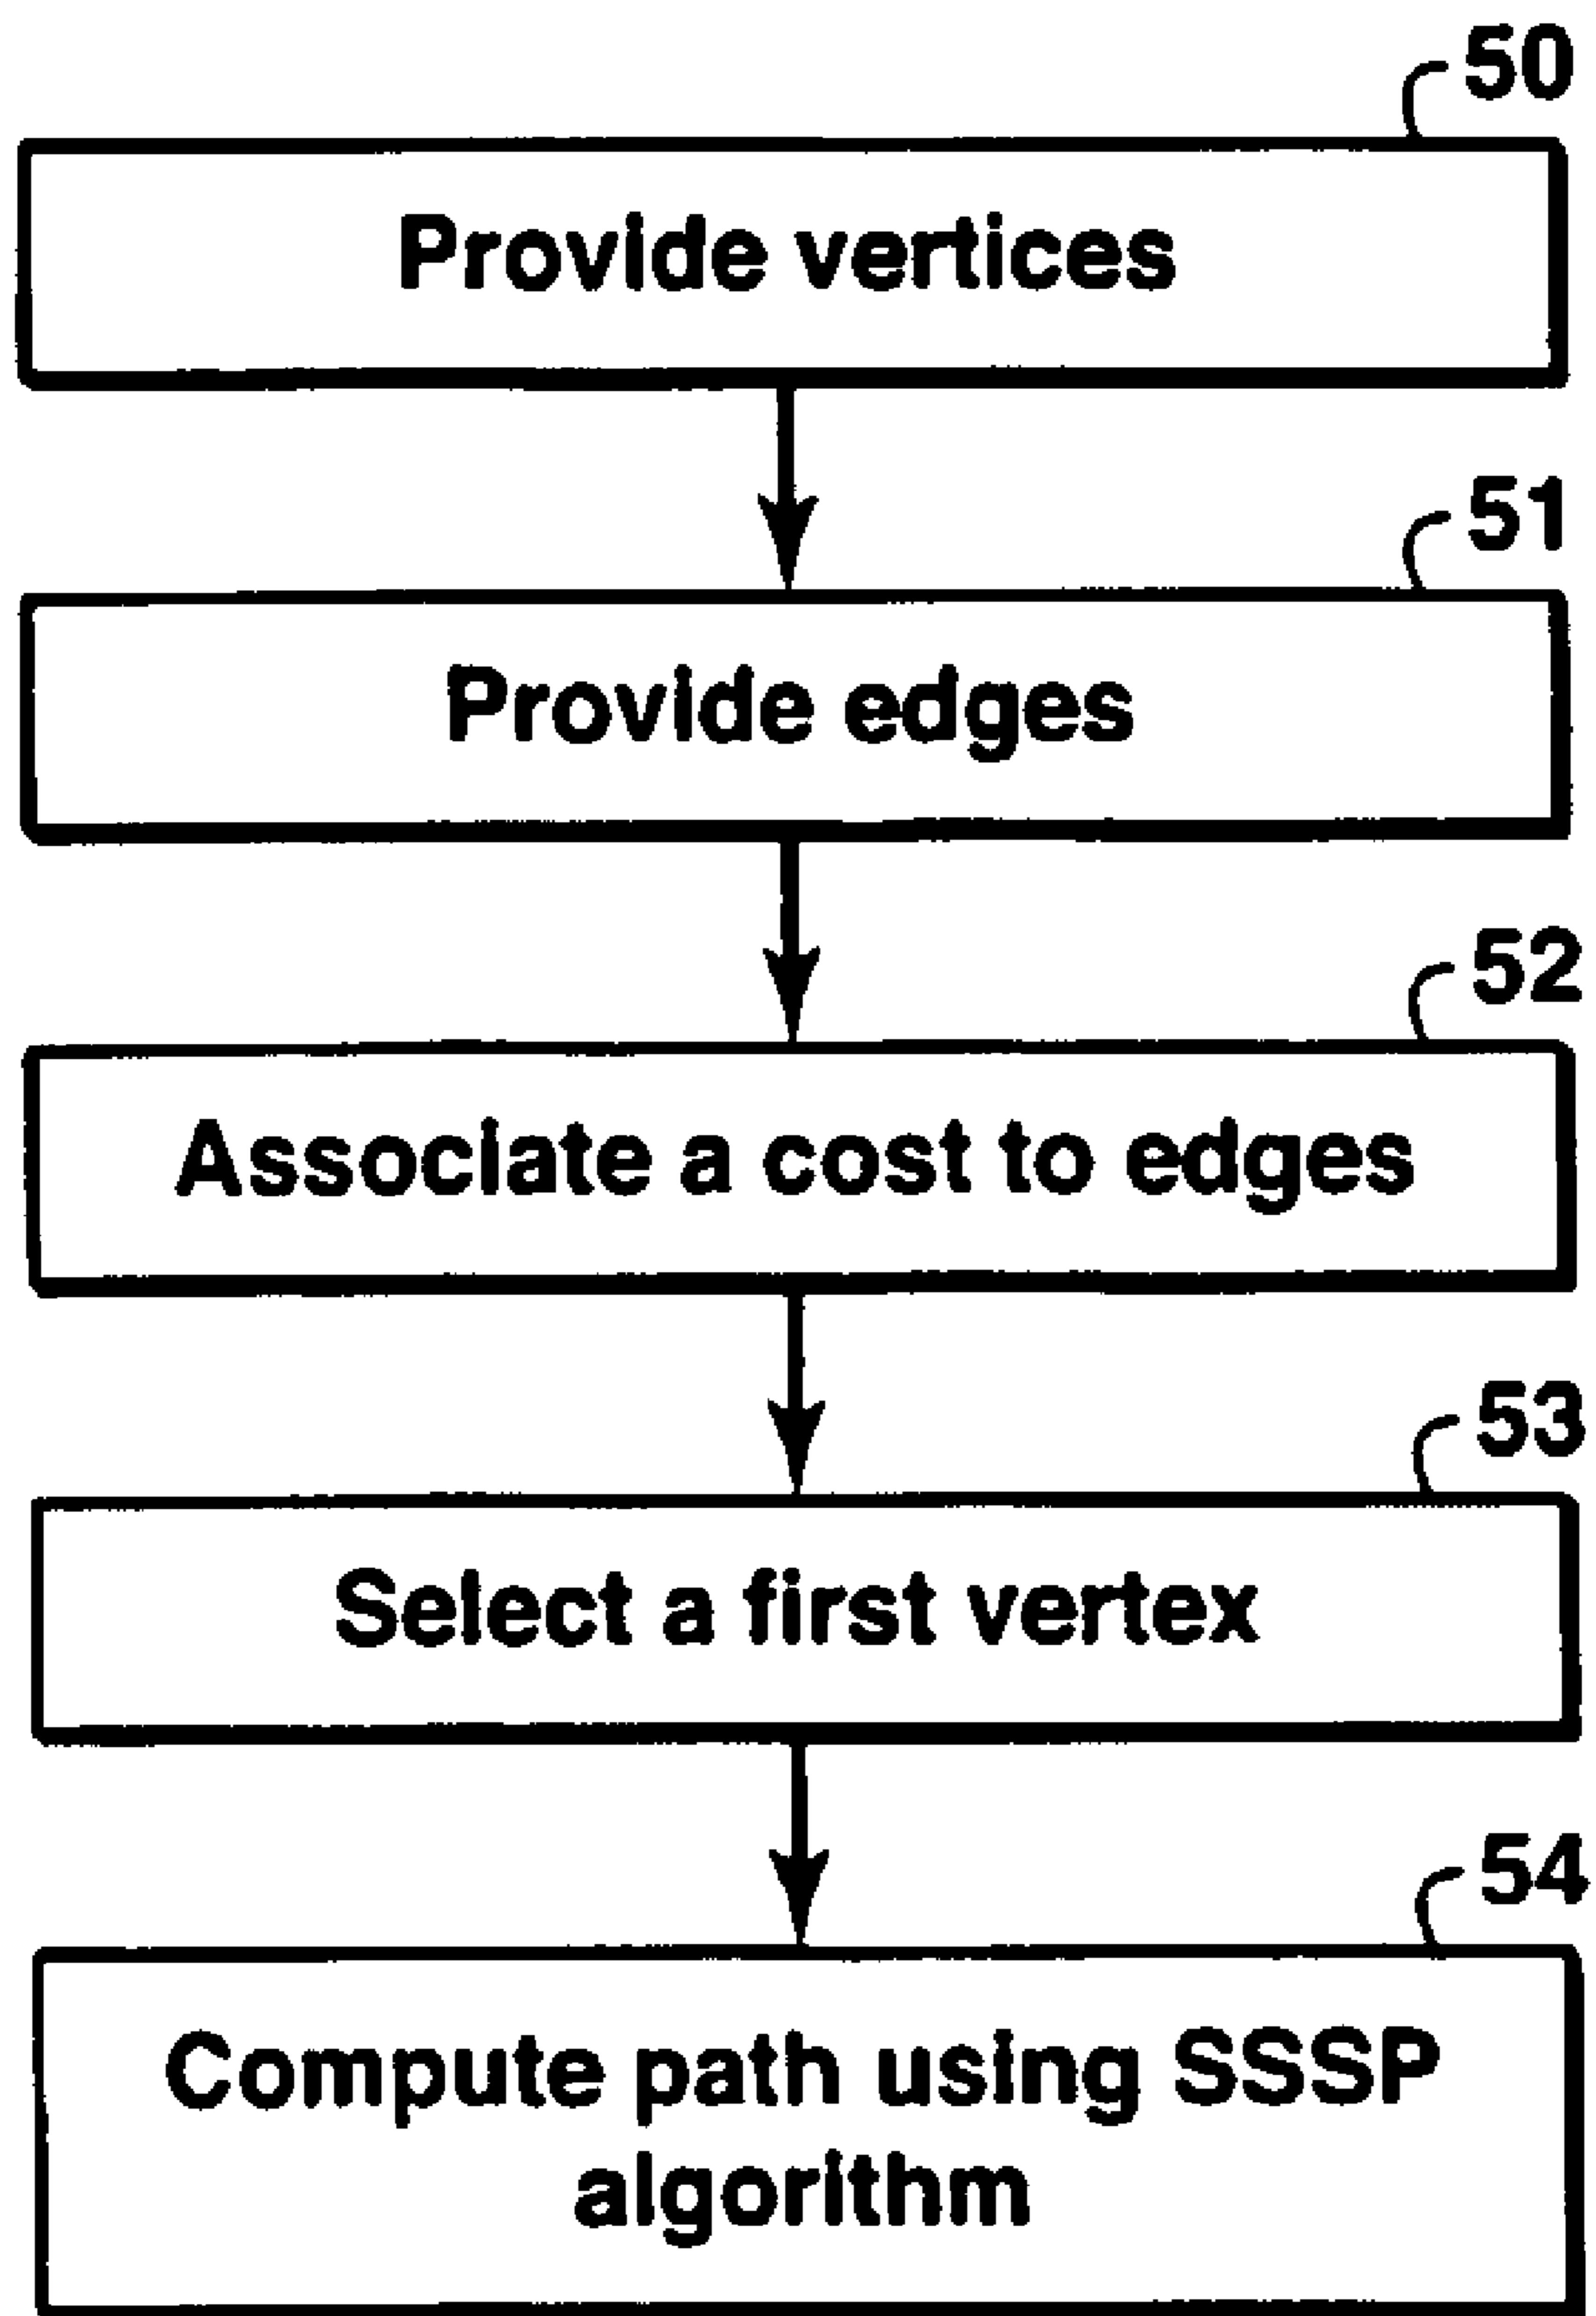 50
Provide vertices
51
Provide edges
52
Associate a cost to edges
53
Select a first vertex
54
Compute path using SSSP
algorithm